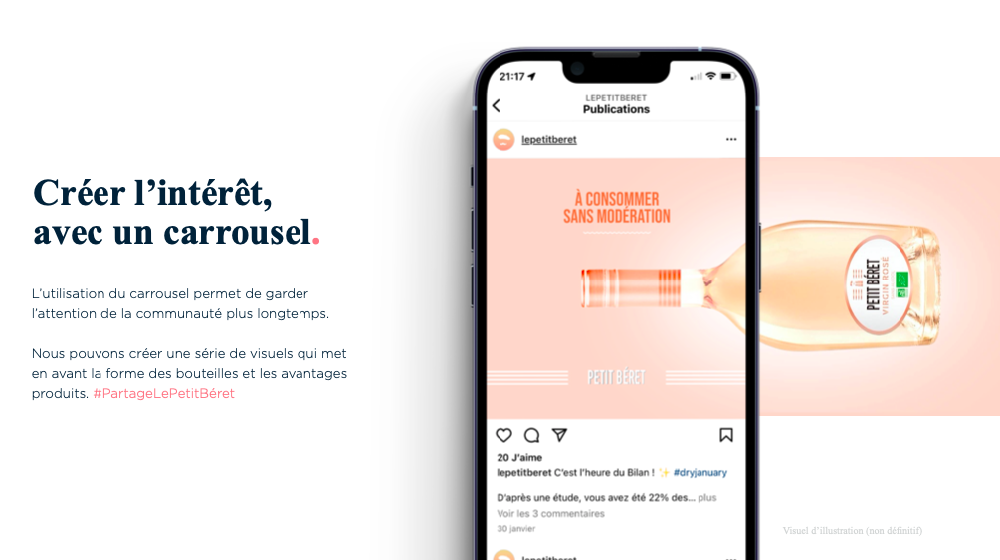 Créer l’intérêt,
avec un carrousel.
L’utilisation du carrousel permet de garder
l’attention de la communauté plus longtemps.
Nous pouvons créer une série de visuels qui met
en avant la forme des bouteilles et les avantages
produits. #PartageLePetitBéret
21:17
LEPETITBERET
Publications
lepetitberet
À CONSOMMER
SANS MODÉRATION
PETIT BÉRET
VIRGIN ROSÉ
PETIT BÉRET
20 J’aime
lepetitberet C’est l’heure du Bilan ! ✨ #dryjanuary
D’après une étude, vous avez été 22% des... plus
Voir les 3 commentaires
30 janvier
lepetitberet
Visuel d’illustration (non définitif)